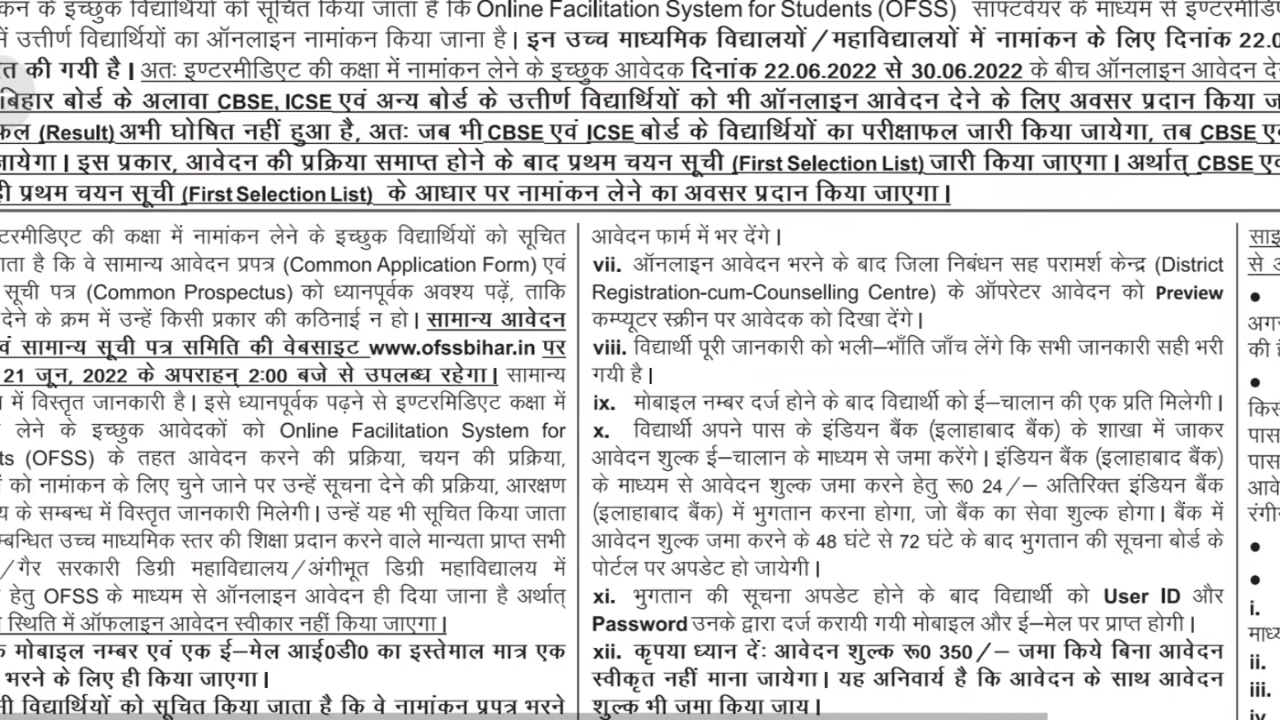 कन के इच्छुक विद्यार्थियों को सूचित किया जाता है कि Online Facilitation System for Students (OFSS) सॉफ्टवेयर के माध्यम से इण्टरमीडि
में उत्तीर्ण विद्यार्थियों का ऑनलाइन नामांकन किया जाना है। इन उच्च माध्यमिक विद्यालयों/महाविद्यालयों में नामांकन के लिए दिनांक 22.0
त की गयी है। अतः इण्टरमीडिएट की कक्षा में नामांकन लेने के इच्छुक आवेदक दिनांक 22.06.2022 से 30.06.2022 के बीच ऑनलाइन आवेदन दे
बिहार बोर्ड के अलावा CBSE, ICSE एवं अन्य बोर्ड के उत्तीर्ण विद्यार्थियों को भी ऑनलाइन आवेदन देने के लिए अवसर प्रदान किया ज
फल (Result) अभी घोषित नहीं हुआ है, अतः जब भी CBSE एवं ICSE बोर्ड के विद्यार्थियों का परीक्षाफल जारी किया जायेगा, तब CBSE ए
जायेगा। इस प्रकार, आवेदन की प्रक्रिया समाप्त होने के बाद प्रथम चयन सूची (First Selection List) जारी किया जाएगा। अर्थात् CBSE ए
ही प्रथम चयन सूची (First Selection List) के आधार पर नामांकन लेने का अवसर प्रदान किया जाएगा।
टरमीडिएट की कक्षा में नामांकन लेने के इच्छुक विद्यार्थियों को सूचित
ाता है कि वे सामान्य आवेदन प्रपत्र (Common Application Form) एवं
सूची पत्र (Common Prospectus) को ध्यानपूर्वक अवश्य पढ़ें, ताकि
देने के क्रम में उन्हें किसी प्रकार की कठिनाई न हो। सामान्य आवेदन
वं सामान्य सूची पत्र समिति की वेबसाइट www.ofssbihar.in पर
21 जून, 2022 के अपराहन् 2:00 बजे से उपलब्ध रहेगा। सामान्य
में विस्तृत जानकारी है। इसे ध्यानपूर्वक पढ़ने से इण्टरमिडिएट कक्षा में
लेने के इच्छुक आवेदकों को Online Facilitation System for
ts (OFSS) के तहत आवेदन करने की प्रक्रिया, चयन की प्रक्रिया,
ं को नामांकन के लिए चुने जाने पर उन्हें सूचना देने की प्रक्रिया, आरक्षण
य के सम्बन्ध में विस्तृत जानकारी मिलेगी। उन्हें यह भी सूचित किया जाता
म्बन्धित उच्च माध्यमिक स्तर की शिक्षा प्रदान करने वाले मान्यता प्राप्त सभी
/गैर सरकारी डिग्री महाविद्यालय/अंगीभूत डिग्री महाविद्यालय में
हेतु OFSS के माध्यम से ऑनलाइन आवेदन ही दिया जाना है अर्थात्
स्थिति में ऑफलाइन आवेदन स्वीकार नहीं किया जाएगा।
क मोबाइल नम्बर एवं एक ई–मेल आई0डी0 का इस्तेमाल मात्र एक
भरने के लिए ही किया जाएगा।
भी विद्यार्थियों को सूचित किया जाता है कि वे नामांकन प्रपत्र भरने
आवेदन फार्म में भर देंगे।
vii. ऑनलाइन आवेदन भरने के बाद जिला निबंधन सह परामर्श केन्द्र (District
Registration-cum-Counselling Centre) के ऑपरेटर आवेदन को Preview
कम्प्यूटर स्क्रीन पर आवेदक को दिखा देंगे।
viii. विद्यार्थी पूरी जानकारी को भली–भाँति जाँच लेंगे कि सभी जानकारी सही भरी
गयी है।
ix. मोबाइल नम्बर दर्ज होने के बाद विद्यार्थी को ई–चालान की एक प्रति मिलेगी।
x. विद्यार्थी अपने पास के इंडियन बैंक (इलाहाबाद बैंक) के शाखा में जाकर
आवेदन शुल्क ई–चालान के माध्यम से जमा करेंगे। इंडियन बैंक (इलाहाबाद बैंक)
के माध्यम से आवेदन शुल्क जमा करने हेतु रू0 24/– अतिरिक्त इंडियन बैंक
(इलाहाबाद बैंक) में भुगतान करना होगा, जो बैंक का सेवा शुल्क होगा। बैंक में
आवेदन शुल्क जमा करने के 48 घंटे से 72 घंटे के बाद भुगतान की सूचना बोर्ड के
पोर्टल पर अपडेट हो जायेगी।
xi. भुगतान की सूचना अपडेट होने के बाद विद्यार्थी को User ID और
Password उनके द्वारा दर्ज करायी गयी मोबाइल और ई–मेल पर प्राप्त होगी।
xii. कृपया ध्यान दें: आवेदन शुल्क रू0 350/– जमा किये बिना आवेदन
स्वीकृत नहीं माना जायेगा। यह अनिवार्य है कि आवेदन के साथ आवेदन
शुल्क भी जमा किया जाय।
साइ
से अ
●
अगर
की है
●
किस
पास
पास
आवे
रंगी
●
●
i.
माध्य
ii.
iii.
iv